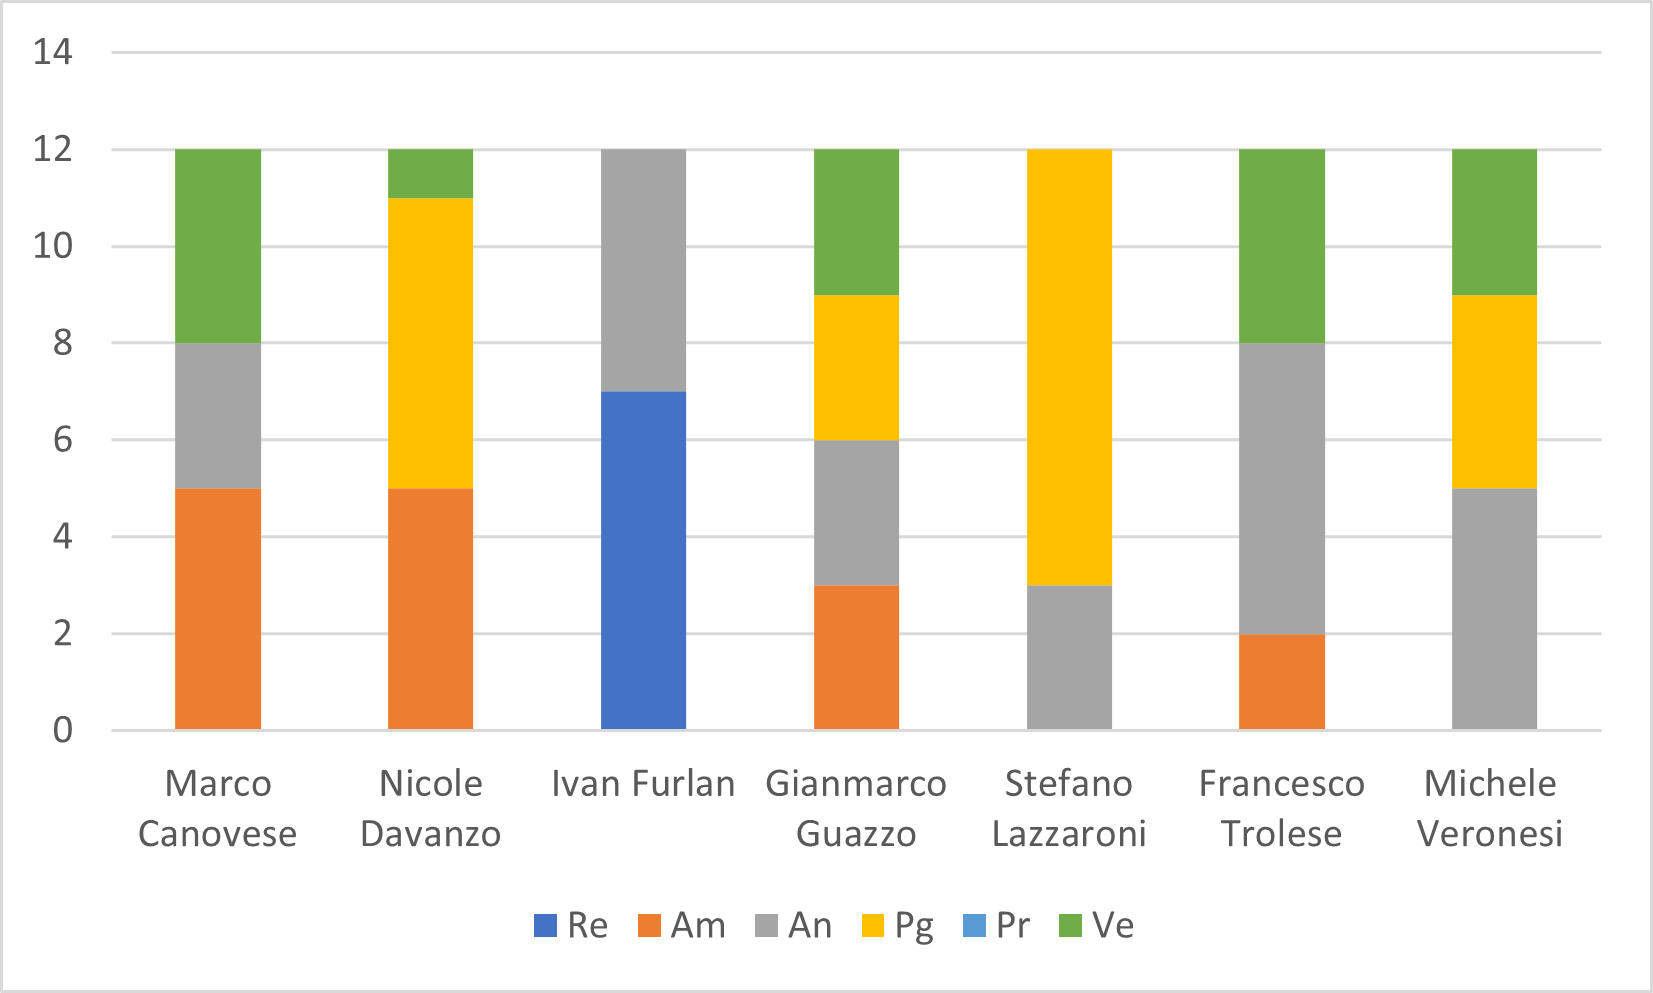 14
12
10
8
6
4
2
0
Marco Canovese
Nicole Davanzo
Ivan Furlan
Gianmarco Guazzo
Stefano Lazzaroni
Francesco Trolese
Michele Veronesi
Re Am An Pg Pr Ve